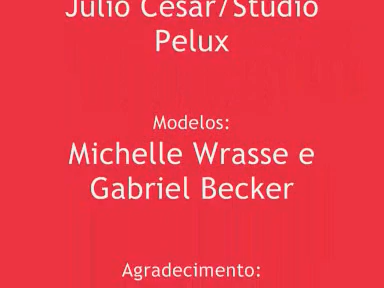 Julio Cesar/Studio
Pelux
Modelos:
Michelle Wrasse e
Gabriel Becker
Agradecimento: